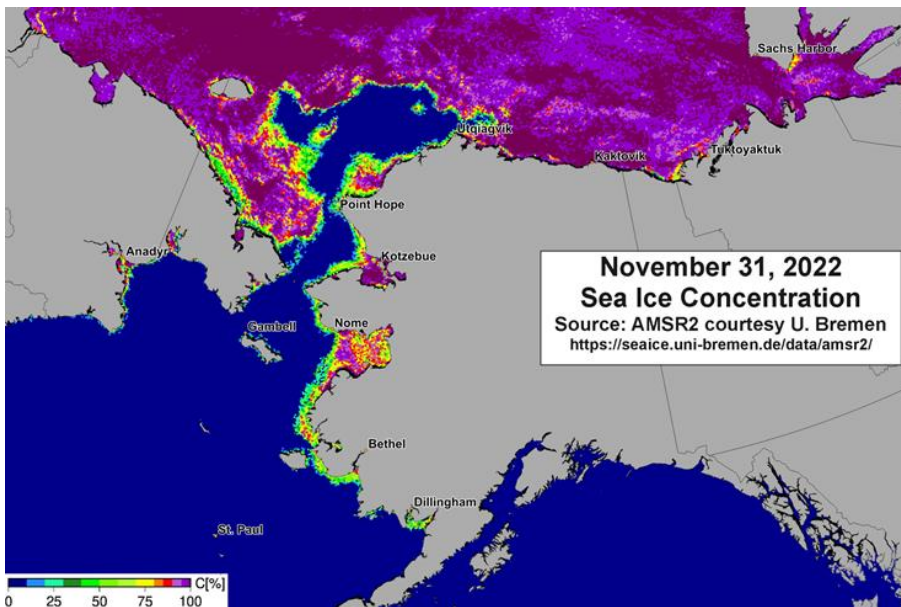 Sachs Harbor
Utqiagvik
Kaktovik
Tuktoyaktuk
Point Hope
Anadyr
Kotzebue
November 31, 2022
Sea Ice Concentration
Source: AMSR2 courtesy U. Bremen
https://seaice.uni-bremen.de/data/amsr2/
Gambell
Nome
Bethel
Dillingham
St. Paul
C[%]
0 25 50 75 100